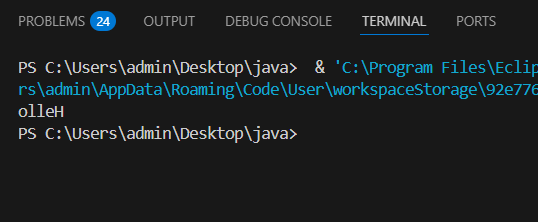 PROBLEMS 24 OUTPUT DEBUG CONSOLE TERMINAL PORTS
PS C:\Users\admin\Desktop\java>  & 'C:\Program Files\Eclip
rs\admin\AppData\Roaming\Code\User\workspaceStorage\92e776
olleH
PS C:\Users\admin\Desktop\java>